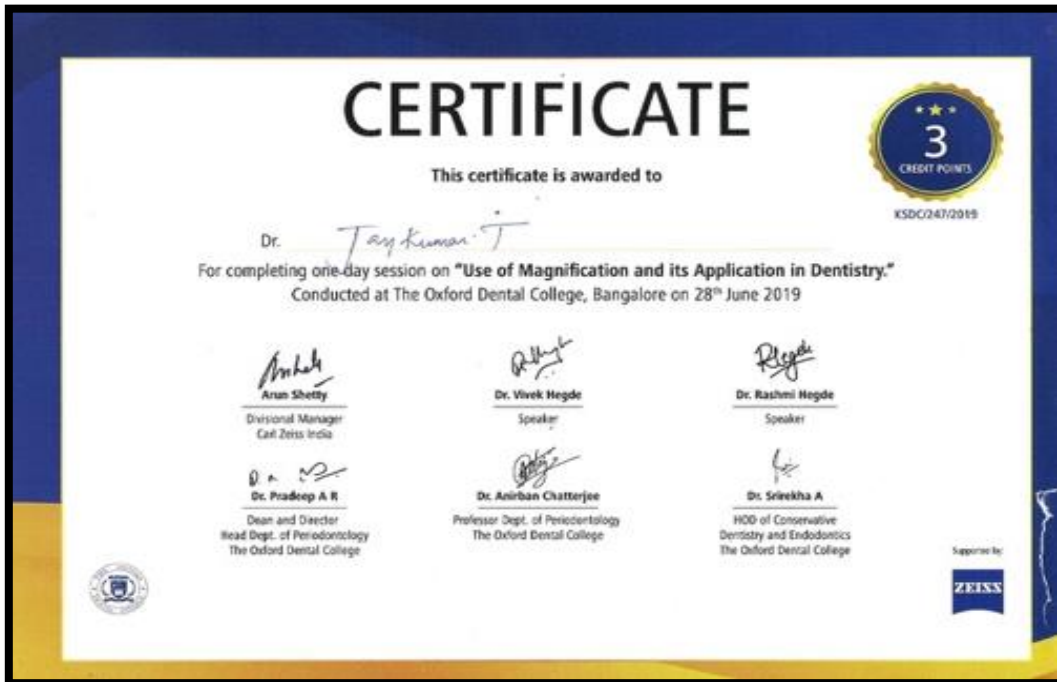 CERTIFICATE
3
CREDIT POINTS
KSDC/247/2019
This certificate is awarded to
Dr. Jay Kumar. T
For completing one-day session on "Use of Magnification and its Application in Dentistry."
Conducted at The Oxford Dental College, Bangalore on 28th June 2019
Arun Shetty
Divisional Manager
Carl Zeiss India
Dr. Vivek Hegde
Speaker
Dr. Rashmi Hegde
Speaker
Dr. Pradeep A R
Dean and Director
Head Dept. of Periodontology
The Oxford Dental College
Dr. Anirban Chatterjee
Professor Dept. of Periodontology
The Oxford Dental College
Dr. Srirekha A
HOD of Conservative
Dentistry and Endodontics
The Oxford Dental College
Supported by:
ZEISS